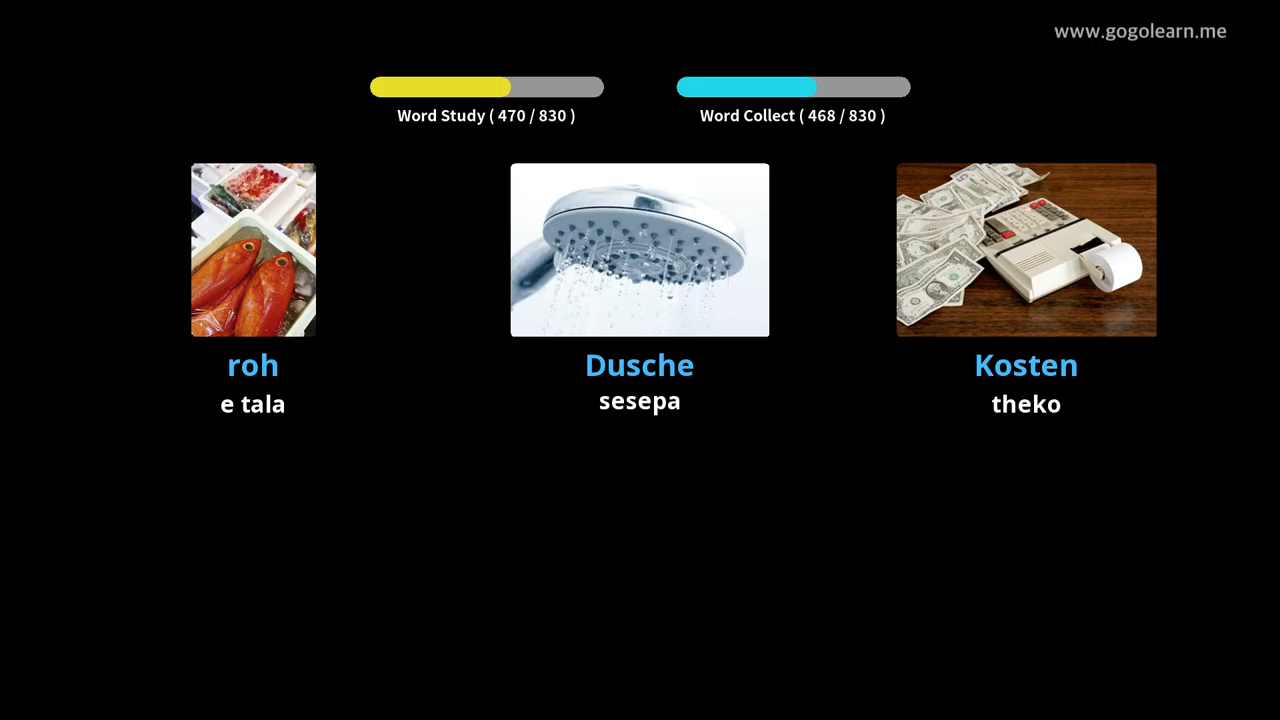 www.gogolearn.me
Word Study ( 470 / 830 )
Word Collect ( 468 / 830 )
roh
Dusche
Kosten
e tala
sesepa
theko